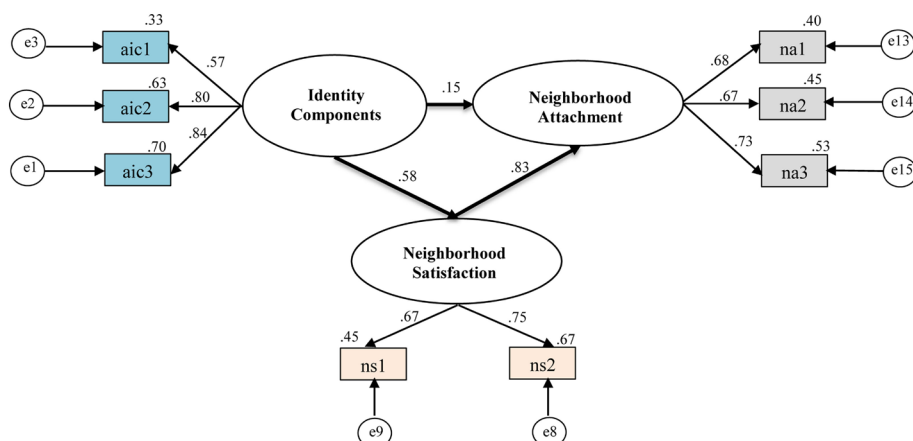 .33
.40
e3
aic1
na1
e13
.57
.68
.63
Identity
Components
.15
Neighborhood
Attachment
.45
e2
aic2
.80
.67
na2
e14
.84
.73
.70
.53
e1
aic3
na3
e15
.58
.83
Neighborhood
Satisfaction
.67
.75
.45
.67
ns1
ns2
e9
e8